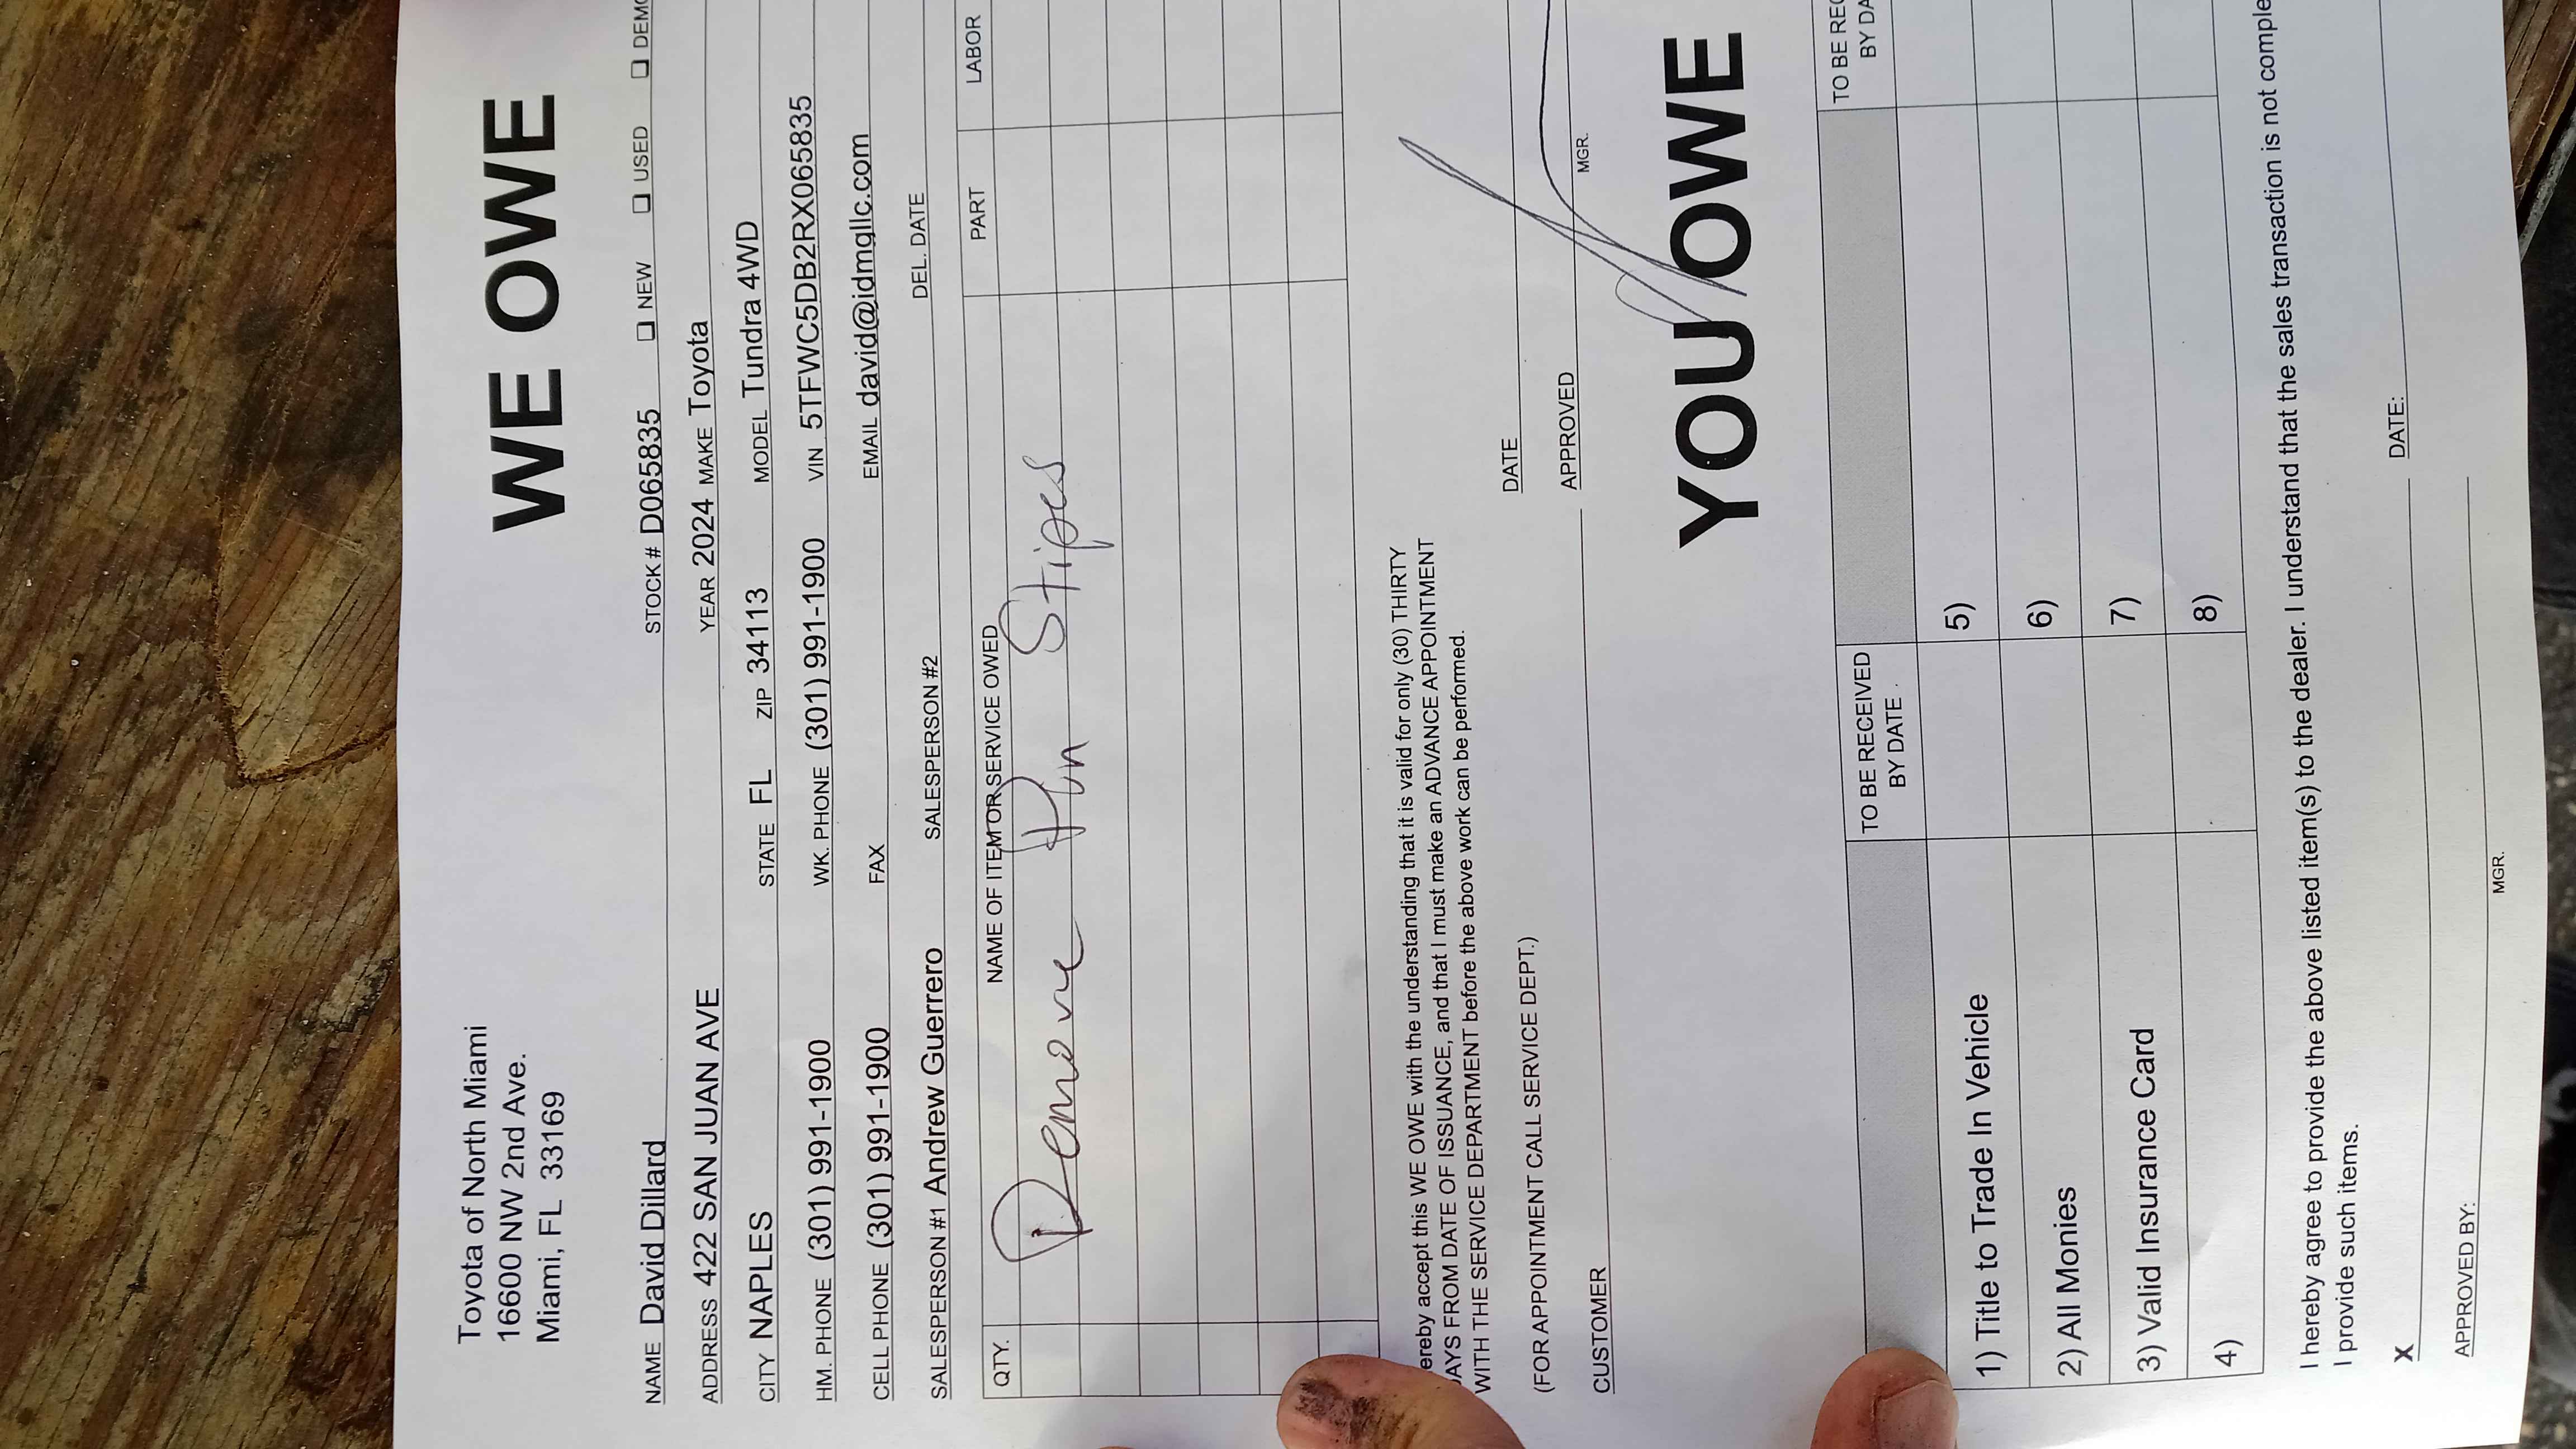 Toyota of North Miami
16600 NW 2nd Ave.
Miami, FL 33169
WE OWE
NAME David Dillard STOCK # D065835 ❑ NEW ❑ USED ❑ DEMO
ADDRESS 422 SAN JUAN AVE YEAR 2024 MAKE Toyota
CITY NAPLES STATE FL ZIP 34113 MODEL Tundra 4WD
HM. PHONE (301) 991-1900 WK. PHONE (301) 991-1900 VIN 5TFWC5DB2RX065835
CELL PHONE (301) 991-1900 FAX EMAIL david@idmgllc.com
SALESPERSON #1 Andrew Guerrero SALESPERSON #2 DEL. DATE
QTY. NAME OF ITEM OR SERVICE OWED PART LABOR
Remove Pin Stipes
ereby accept this WE OWE with the understanding that it is valid for only (30) THIRTY
AYS FROM DATE OF ISSUANCE, and that I must make an ADVANCE APPOINTMENT
WITH THE SERVICE DEPARTMENT before the above work can be performed.
(FOR APPOINTMENT CALL SERVICE DEPT.) DATE
CUSTOMER APPROVED
MGR.
YOU OWE
TO BE RECEIVED BY DATE TO BE REC
BY DA
1) Title to Trade In Vehicle 5)
2) All Monies 6)
3) Valid Insurance Card 7)
4) 8)
I hereby agree to provide the above listed item(s) to the dealer. I understand that the sales transaction is not comple
I provide such items.
X DATE:
APPROVED BY:
MGR.